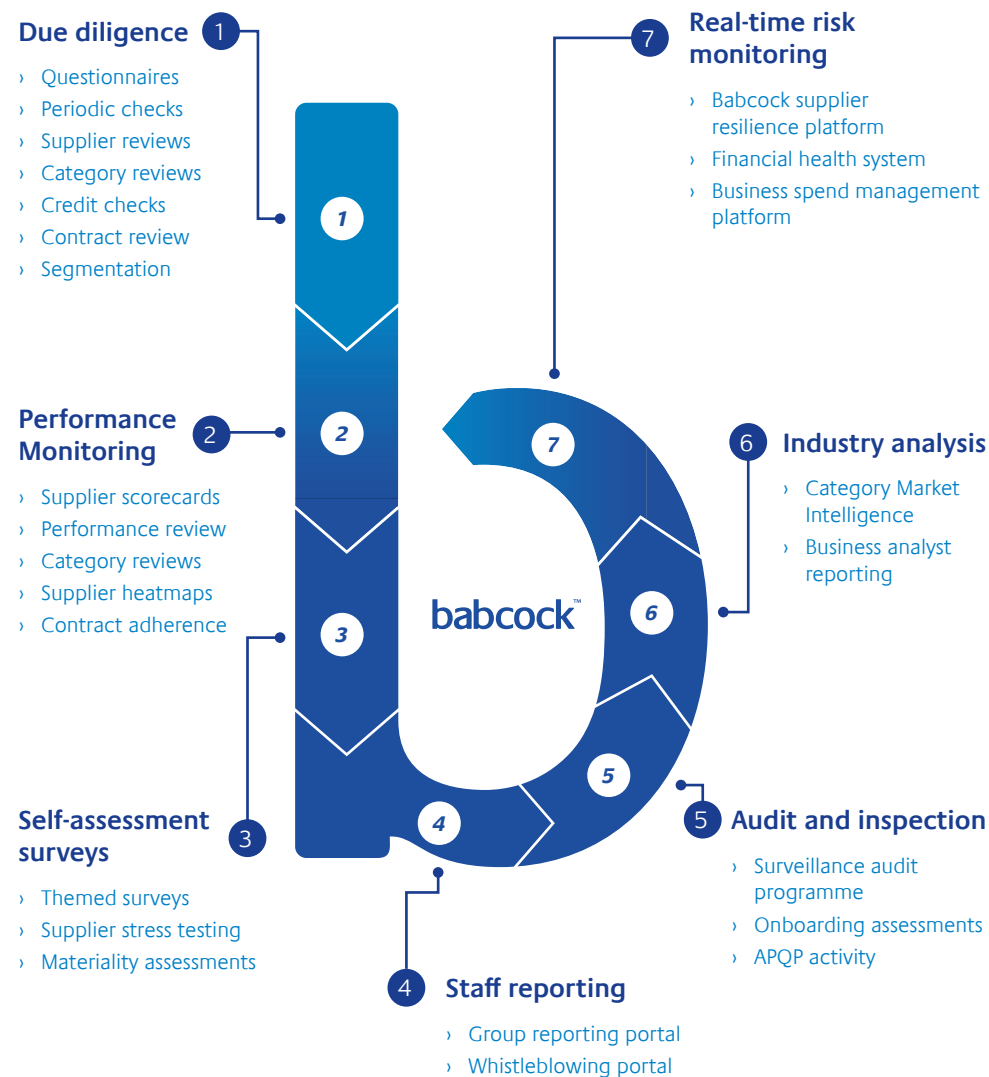 Due diligence 1
› Questionnaires
› Periodic checks
› Supplier reviews
› Category reviews
› Credit checks
› Contract review
› Segmentation
Performance
Monitoring
2
› Supplier scorecards
› Performance review
› Category reviews
› Supplier heatmaps
› Contract adherence
Self-assessment
surveys
3
› Themed surveys
› Supplier stress testing
› Materiality assessments
4 Staff reporting
› Group reporting portal
› Whistleblowing portal
5 Audit and inspection
› Surveillance audit
programme
› Onboarding assessments
› APQP activity
6 Industry analysis
› Category Market
Intelligence
› Business analyst
reporting
7
Real-time risk
monitoring
› Babcock supplier
resilience platform
› Financial health system
› Business spend management
platform
1
2
3
4
5
6
7
babcock™